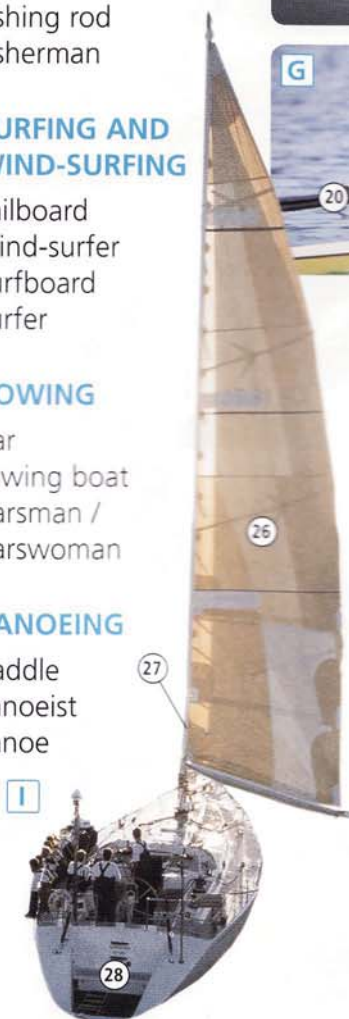 shing rod
sherman
URFING AND
WIND-SURFING
ailboard
ind-surfer
urfboard
urfer
OWING
ar
wing boat
arsman /
arswoman
ANOEING
addle
anoeist
anoe
I
G
20
26
27
28